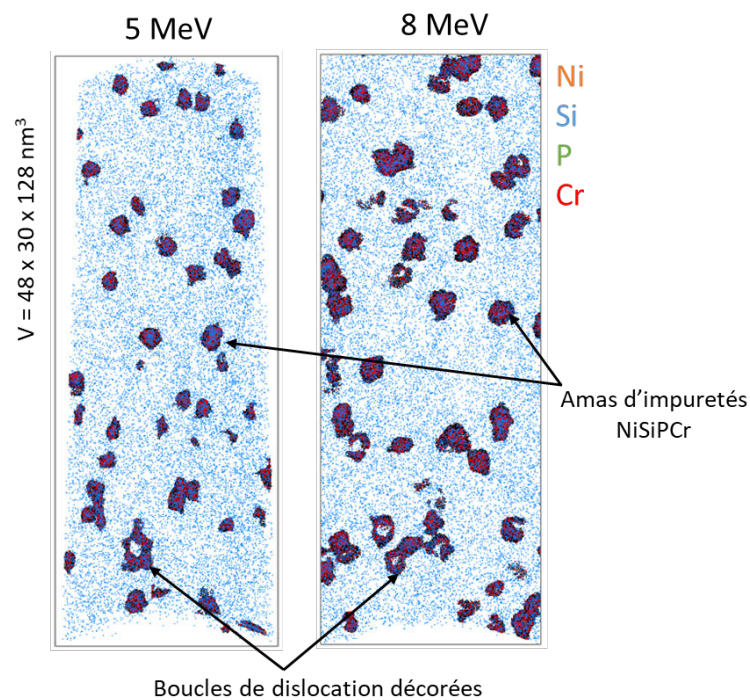 5 MeV
8 MeV
V = 48 x 30 x 128 nm³
Ni
Si
P
Cr
Amas d’impuretés
NiSiPCr
Boucles de dislocation décorées